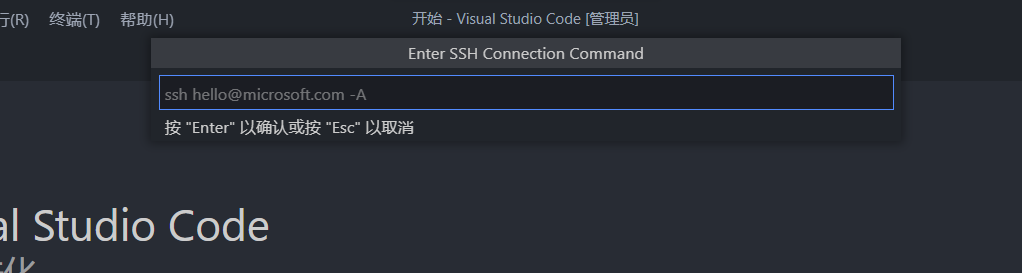 行(R) 终端(T) 帮助(H) 开始 - Visual Studio Code [管理员]
Enter SSH Connection Command
ssh hello@microsoft.com -A
按 "Enter" 以确认或按 "Esc" 以取消
al Studio Code
化